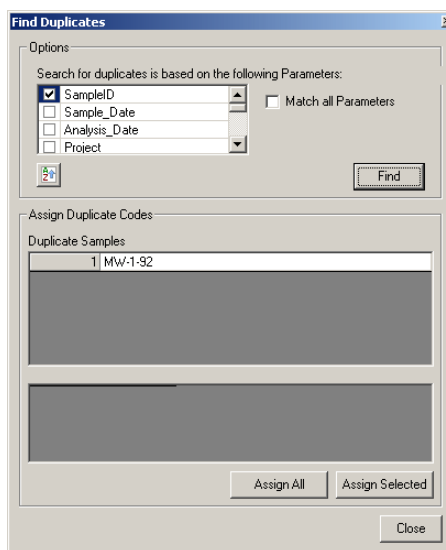 Find Duplicates
Options
Search for duplicates is based on the following Parameters:
SampleID
Sample_Date
Analysis_Date
Project
Match all Parameters
Find
Assign Duplicate Codes
Duplicate Samples
1 MW-1-92
Assign All
Assign Selected
Close